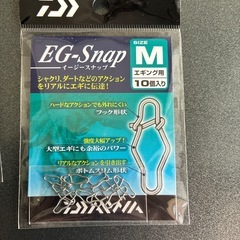 EG-Snap
イージースナップ
SIZE
M
エギング用
10個入り
シャクリ、ダートなどのアクション
をリアルにエギに伝達!
ハードなアクションでも外れにくい
フック形状
強度大幅アップ!
大型エギにも余裕のパワー
リアルなアクションを引き出す
ボトムスリム形状
DAIWA